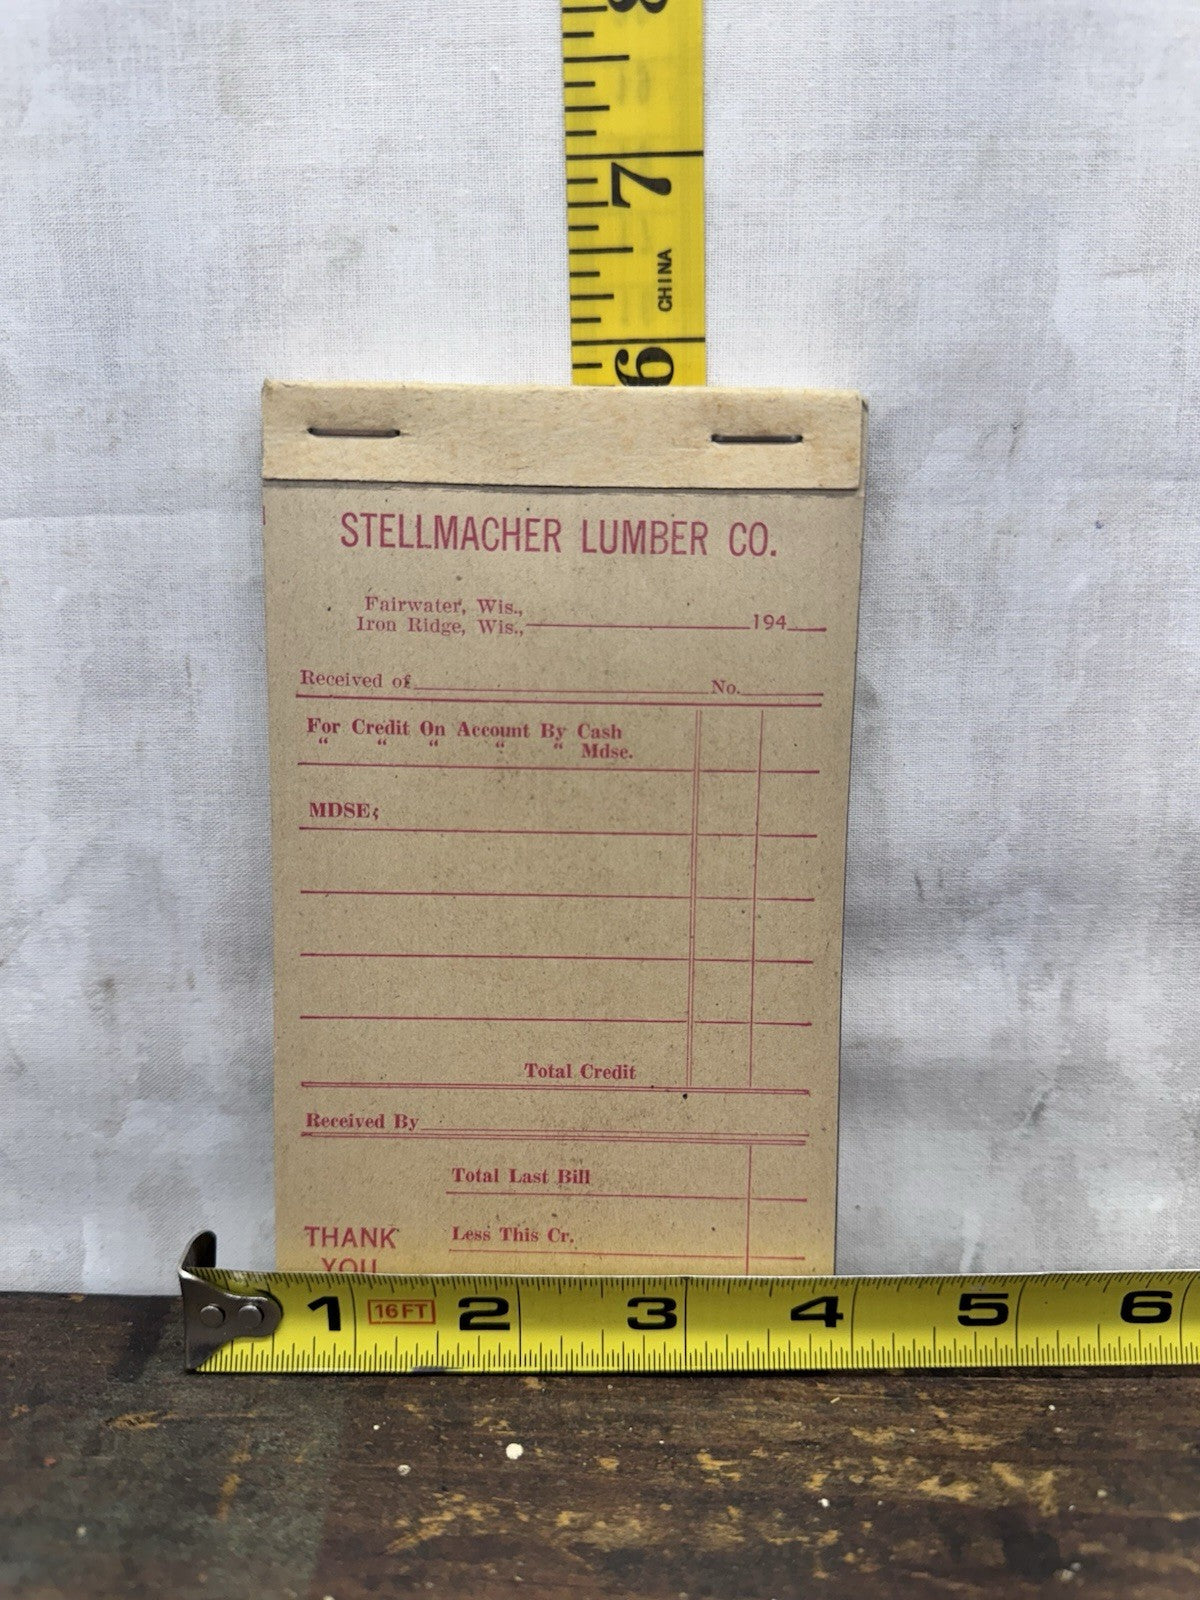 8
7
CHINA
6
STELLMACHER LUMBER CO.
Fairwater, Wis.,
Iron Ridge, Wis., 194
Received of No.
For Credit On Account By Cash
“ “ “ “ “ Mdse.
MDSE:
Total Credit
Received By
Total Last Bill
THANK Less This Cr.
YOU
1 16FT 2 3 4 5 6